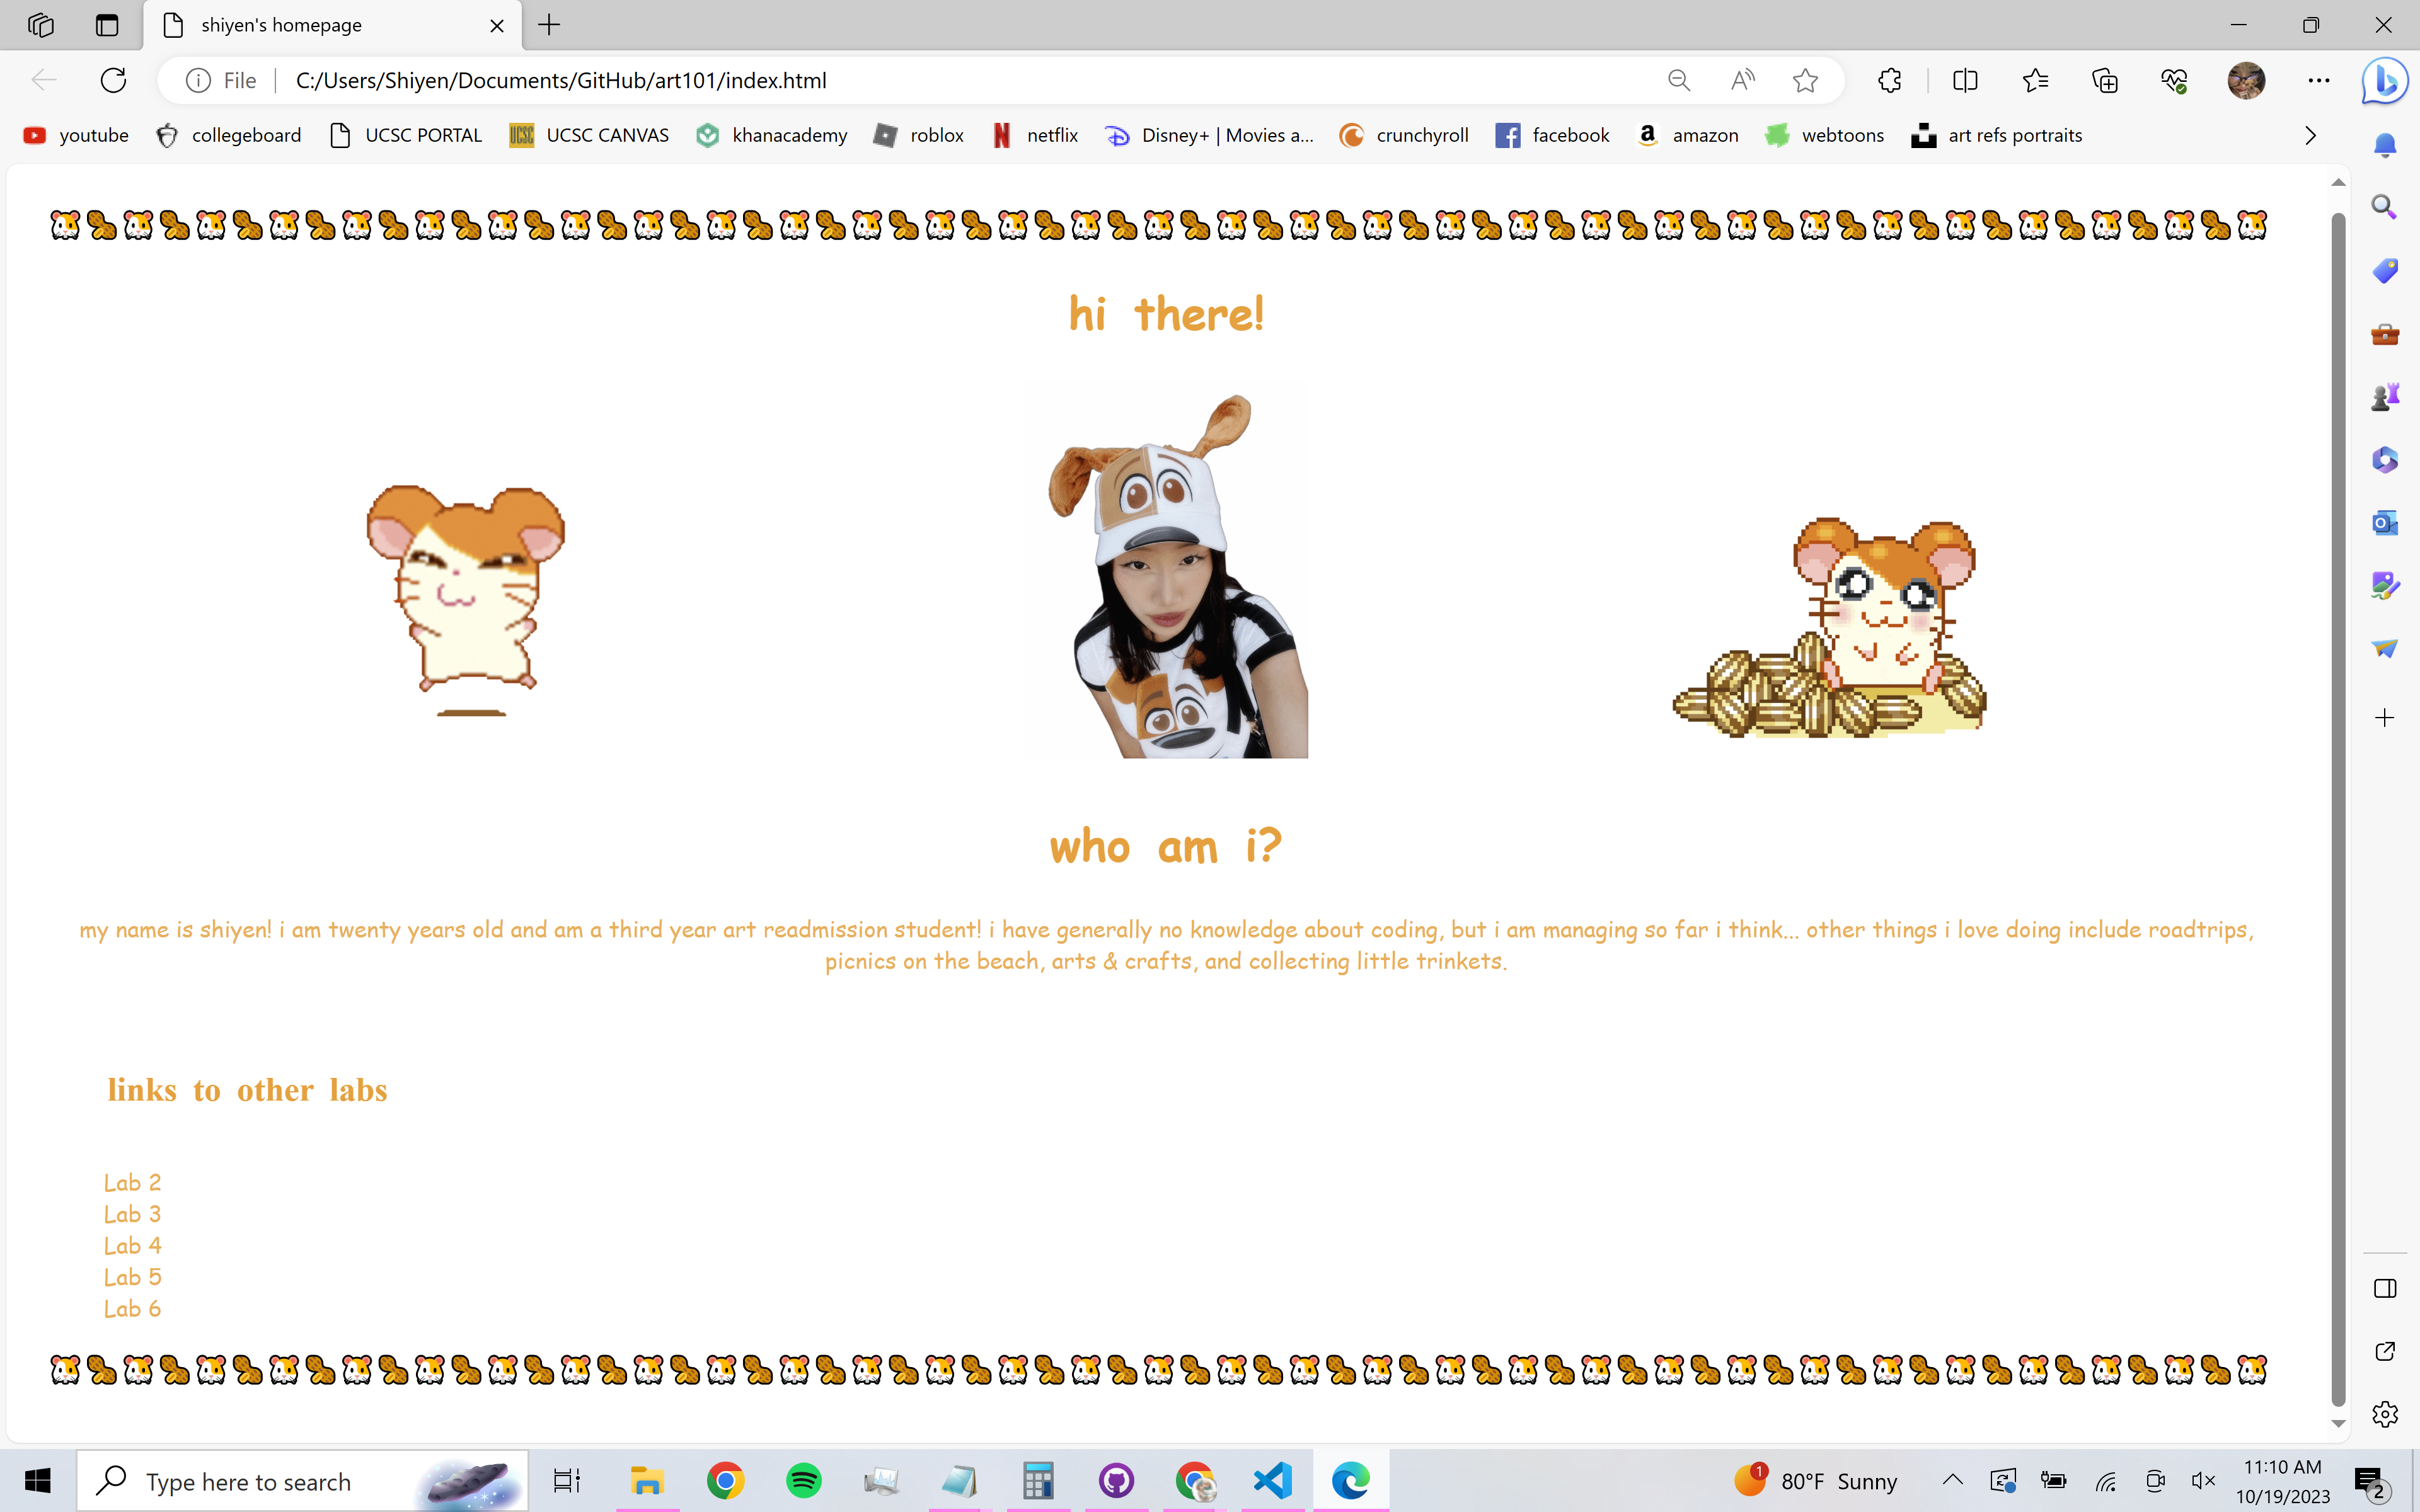 shiyen's homepage
File
C:/Users/Shiyen/Documents/GitHub/art101/index.html
youtube collegeboard UCSC PORTAL UCSC UCSC CANVAS khanacademy roblox netflix Disney+ | Movies a... crunchyroll facebook amazon webtoons art refs portraits
hi there!
who am i?
my name is shiyen! i am twenty years old and am a third year art readmission student! i have generally no knowledge about coding, but i am managing so far i think... other things i love doing include roadtrips,
picnics on the beach, arts & crafts, and collecting little trinkets.
links to other labs
Lab 2
Lab 3
Lab 4
Lab 5
Lab 6
Type here to search
1
80°F Sunny
11:10 AM
10/19/2023
2